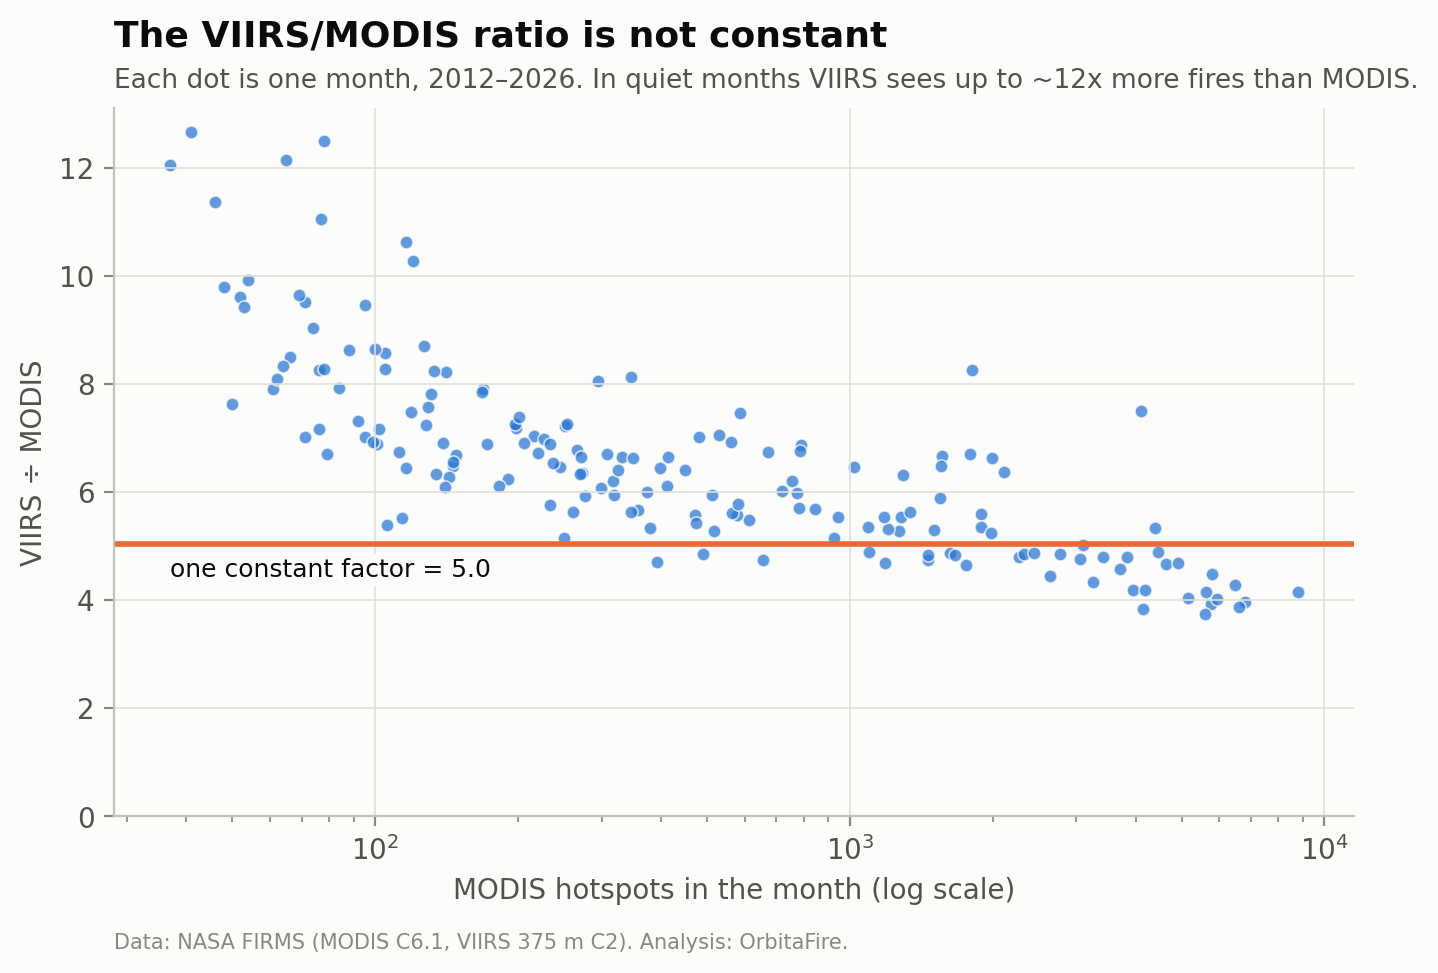 The VIIRS/MODIS ratio is not constant
Each dot is one month, 2012–2026. In quiet months VIIRS sees up to ~12x more fires than MODIS.
VIIRS ÷ MODIS
12
10
8
6
4
2
0
one constant factor = 5.0
10² 10³ 10⁴
MODIS hotspots in the month (log scale)
Data: NASA FIRMS (MODIS C6.1, VIIRS 375 m C2). Analysis: OrbitaFire.